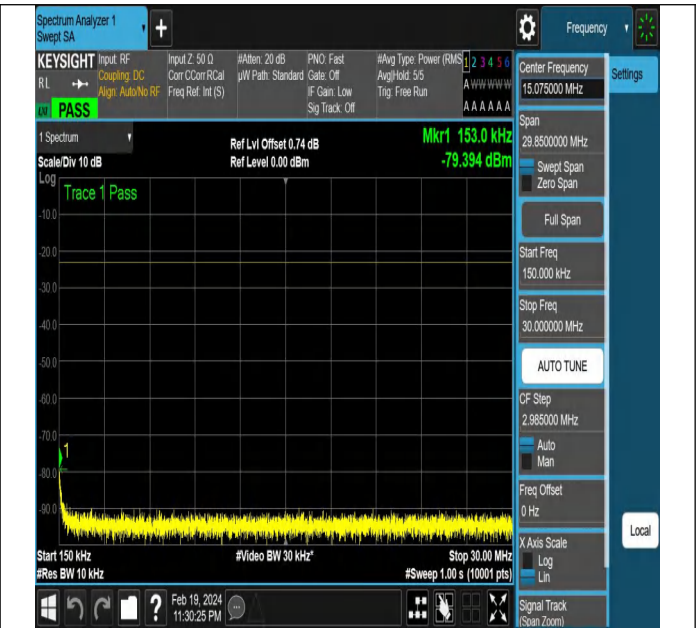 Spectrum Analyzer 1
Swept SA
+
Frequency
KEYSIGHT
RL
PASS
Input: RF
Coupling: DC
Align: Auto/No RF
Input Z: 50 Ω
Corr CCorr RCal
Freq Ref: Int (S)
#Atten: 20 dB
µW Path: Standard
PNO: Fast
Gate: Off
IF Gain: Low
Sig Track: Off
#Avg Type: Power (RMS
Avg|Hold: 5/5
Trig: Free Run
1 2 3 4 5 6
A W W W W W
A A A A A A
1 Spectrum
Scale/Div 10 dB
Ref Lvl Offset 0.74 dB
Ref Level 0.00 dBm
Mkr1 153.0 kHz
-79.394 dBm
Log
Trace 1 Pass
-10.0
-20.0
-30.0
-40.0
-50.0
-60.0
-70.0
1
-80.0
-90.0
Start 150 kHz
#Res BW 10 kHz
#Video BW 30 kHz*
Stop 30.00 MHz
#Sweep 1.00 s (10001 pts)
?
Feb 19, 2024
11:30:25 PM
Center Frequency
15.075000 MHz
Settings
Span
29.8500000 MHz
Swept Span
Zero Span
Full Span
Start Freq
150.000 kHz
Stop Freq
30.000000 MHz
AUTO TUNE
CF Step
2.985000 MHz
Auto
Man
Freq Offset
0 Hz
X Axis Scale
Log
Lin
Local
Signal Track
(Span Zoom)